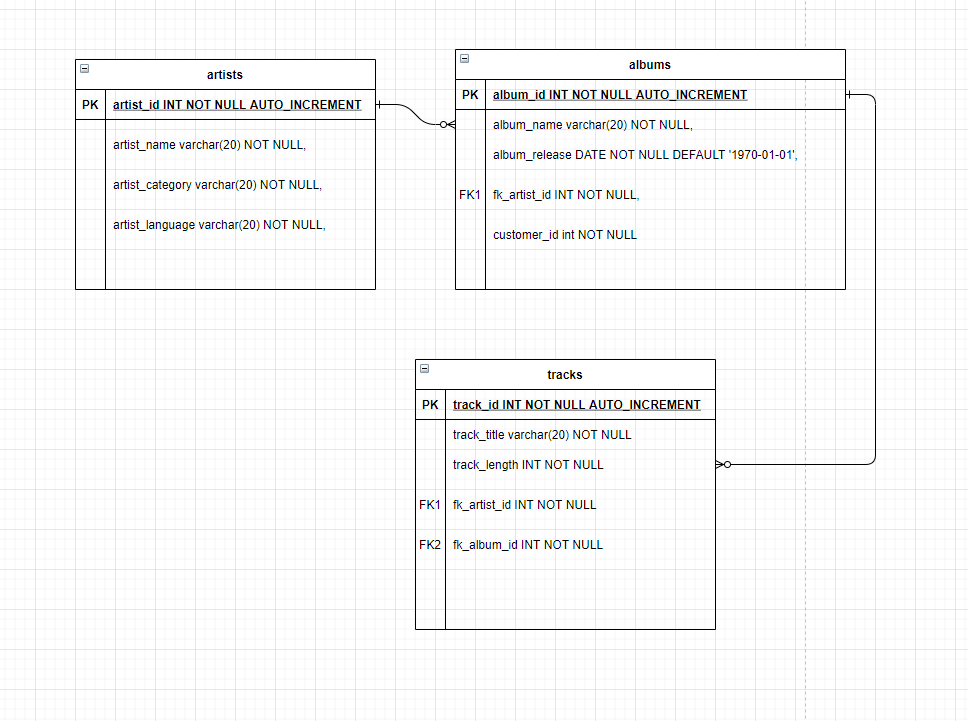 artists
PK artist_id INT NOT NULL AUTO_INCREMENT
artist_name varchar(20) NOT NULL,
artist_category varchar(20) NOT NULL,
artist_language varchar(20) NOT NULL,
albums
PK album_id INT NOT NULL AUTO_INCREMENT
album_name varchar(20) NOT NULL,
album_release DATE NOT NULL DEFAULT '1970-01-01',
FK1 fk_artist_id INT NOT NULL,
customer_id int NOT NULL
tracks
PK track_id INT NOT NULL AUTO_INCREMENT
track_title varchar(20) NOT NULL
track_length INT NOT NULL
FK1 fk_artist_id INT NOT NULL
FK2 fk_album_id INT NOT NULL